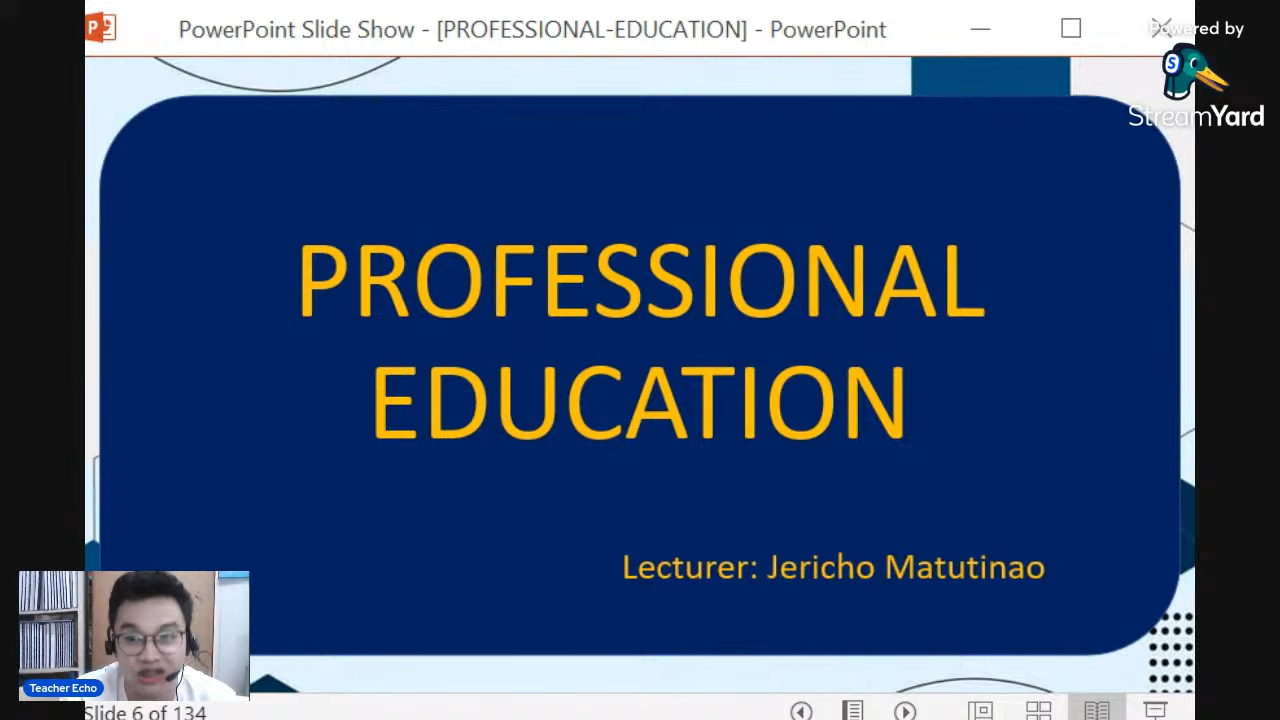 PowerPoint Slide Show - [PROFESSIONAL-EDUCATION] - PowerPoint
Powered by
S
StreamYard
PROFESSIONAL
EDUCATION
Lecturer: Jericho Matutinao
Teacher Echo
Slide 6 of 134